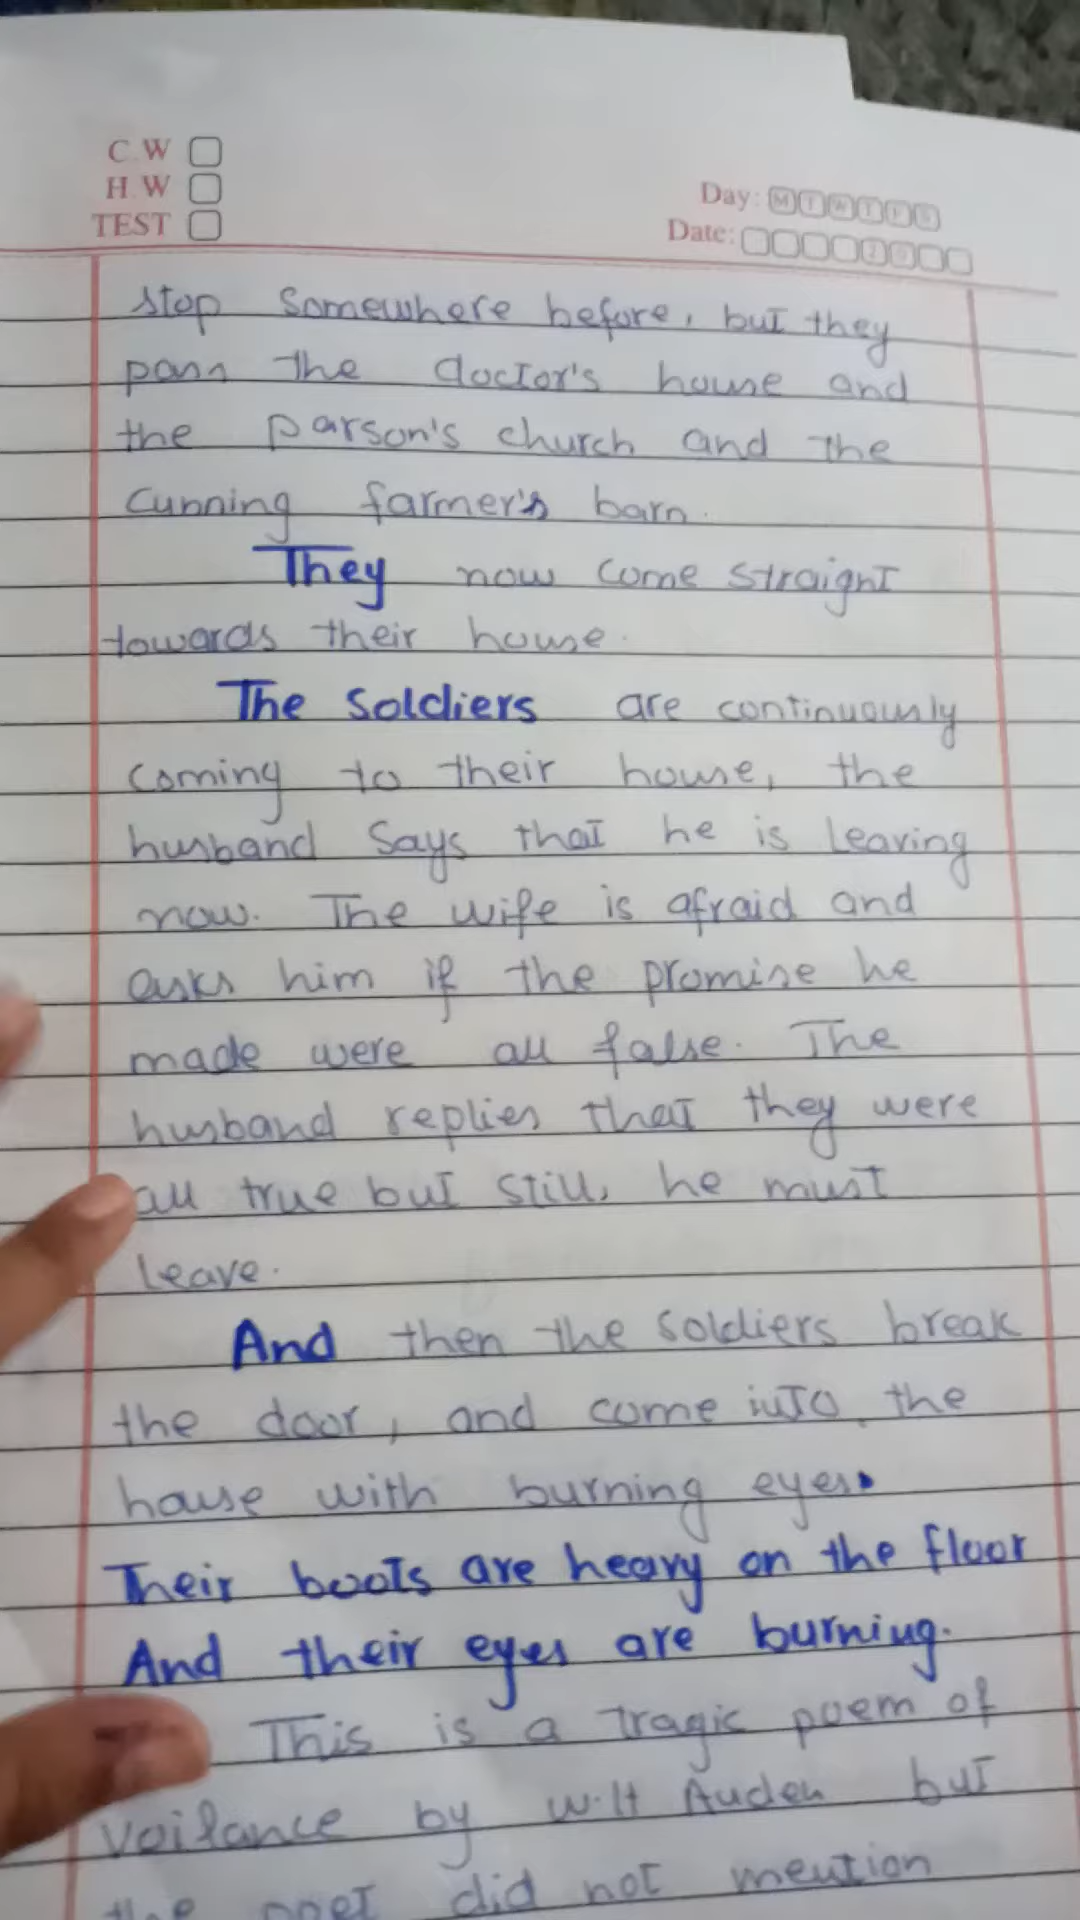 C.W
H.W
TEST
Day: M T W T F S
Date: 2 0
stop somewhere before, but they
pass the doctor's house and
the parson's church and the
cunning farmer's barn.
They now come straight
towards their house.
The Soldiers are continuously
coming to their house, the
husband says that he is leaving
now. The wife is afraid and
asks him if the promise he
made were all false. The
husband replies that they were
all true but still, he must
leave.
And then the soldiers break
the door, and come into the
house with burning eyes.
Their boots are heavy on the floor
And their eyes are burning.
This is a tragic poem of
voilance by W.H Auden but
the poet did not mention